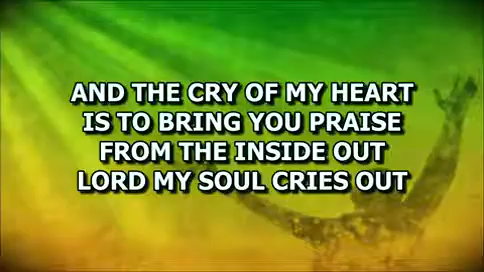 AND THE CRY OF MY HEART
IS TO BRING YOU PRAISE
FROM THE INSIDE OUT
LORD MY SOUL CRIES OUT